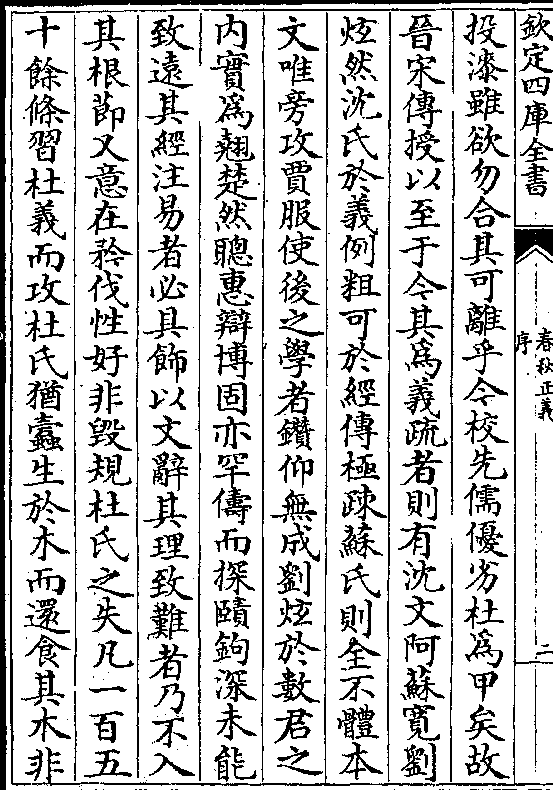 欽定四庫全書
春秋正義
序
二
投漆雖欲勿合其可離乎今校先儒優劣杜為甲矣故
晉宋傳授以至于今其為義疏者則有沈文阿蘇寛劉
炫然沈氏於義例粗可於經傳極踈蘇氏則全不體本
文唯旁攻賈服使後之學者鑽仰無成劉炫於數君之
内實為翹楚然聰惠辯博固亦罕儔而探賾鉤深未能
致遠其經注易者必具飾以文辭其理致難者乃不入
其根莭又意在矜伐性好非毀規杜氏之失凡一百五
十餘條習杜義而攻杜氏猶蠹生於木而還食其木非